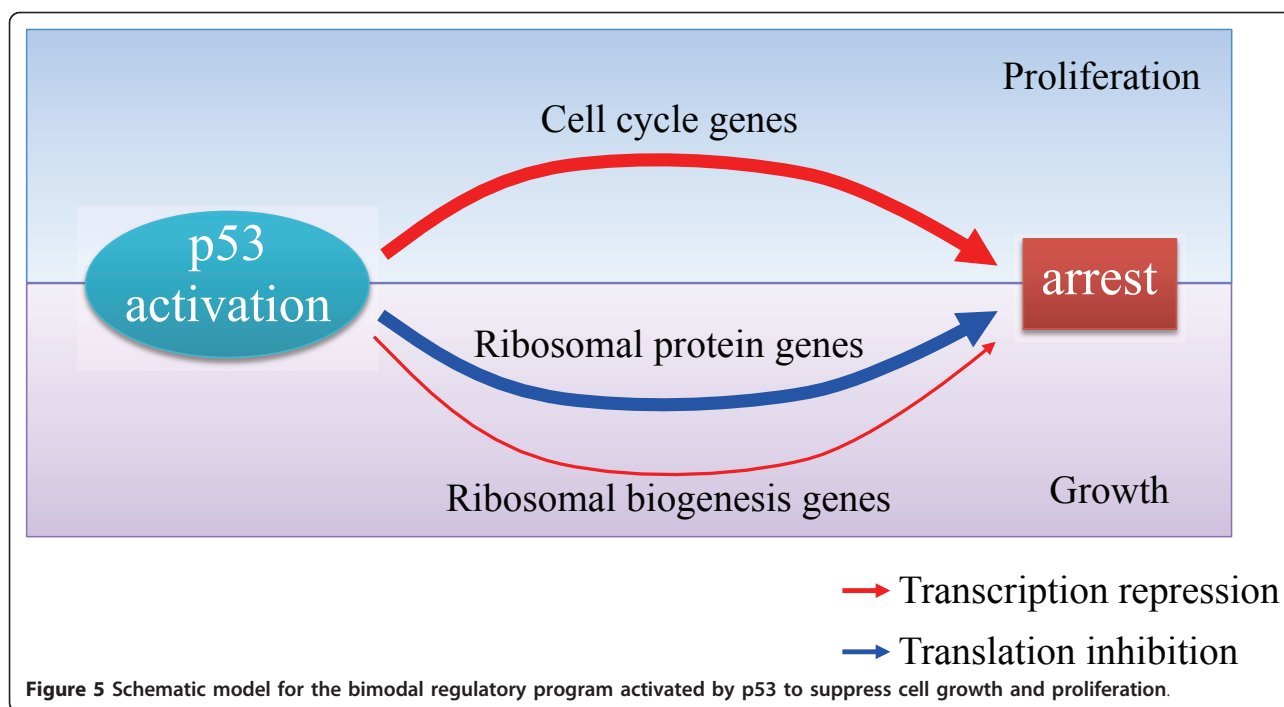 Proliferation
Cell cycle genes
p53
activation
arrest
Ribosomal protein genes
Ribosomal biogenesis genes
Growth
Transcription repression
Translation inhibition
Figure 5 Schematic model for the bimodal regulatory program activated by p53 to suppress cell growth and proliferation.